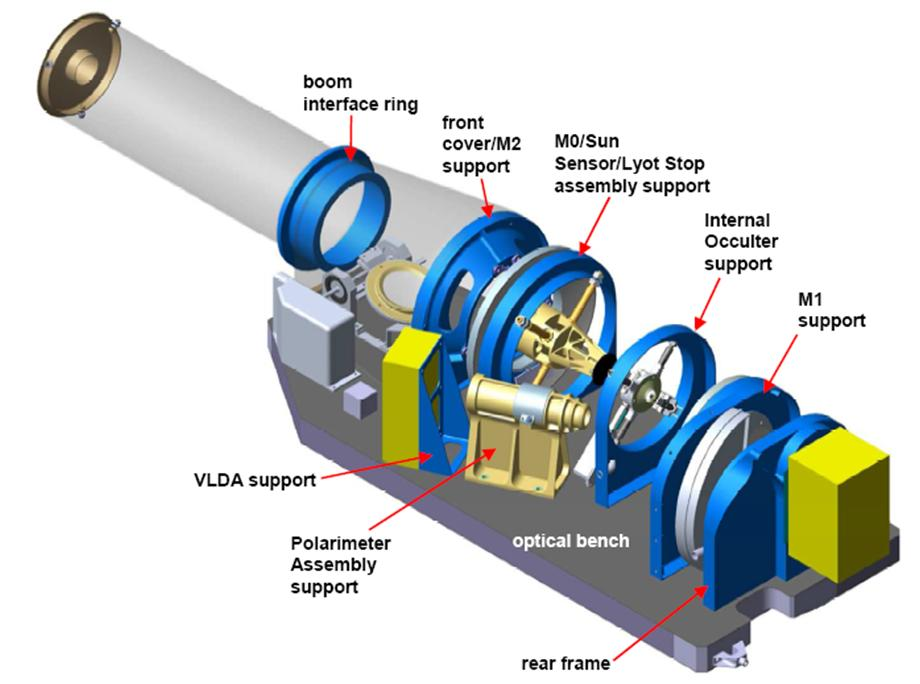 boom
interface ring
front
cover/M2
support
M0/Sun
Sensor/Lyot Stop
assembly support
Internal
Occulter
support
M1
support
VLDA support
Polarimeter
Assembly
support
optical bench
rear frame